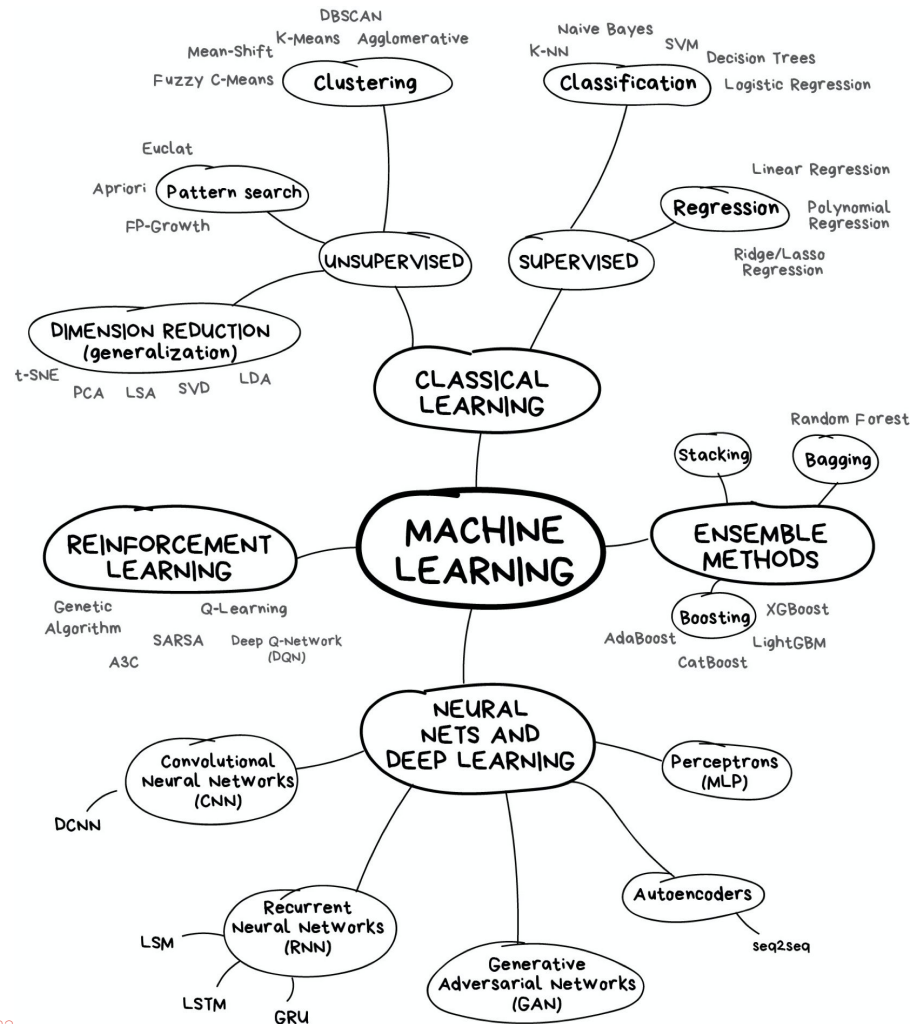 DBSCAN
K-Means
Agglomerative
Mean-Shift
Fuzzy C-Means
Clustering
Naive Bayes
K-NN
SVM
Decision Trees
Classification
Logistic Regression
Euclat
Apriori
Pattern search
FP-Growth
Linear Regression
Regression
Polynomial
Regression
Ridge/Lasso
Regression
UNSUPERVISED
SUPERVISED
DIMENSION REDUCTION
(generalization)
t-SNE
PCA
LSA
SVD
LDA
CLASSICAL
LEARNING
Random Forest
Stacking
Bagging
MACHINE
LEARNING
REINFORCEMENT
LEARNING
Genetic
Algorithm
Q-Learning
SARSA
Deep Q-Network
(DQN)
A3C
ENSEMBLE
METHODS
Boosting
XGBoost
AdaBoost
LightGBM
CatBoost
NEURAL
NETS AND
DEEP LEARNING
Convolutional
Neural Networks
(CNN)
DCNN
Perceptrons
(MLP)
Recurrent
Neural Networks
(RNN)
LSM
LSTM
GRU
Generative
Adversarial Networks
(GAN)
Autoencoders
seq2seq